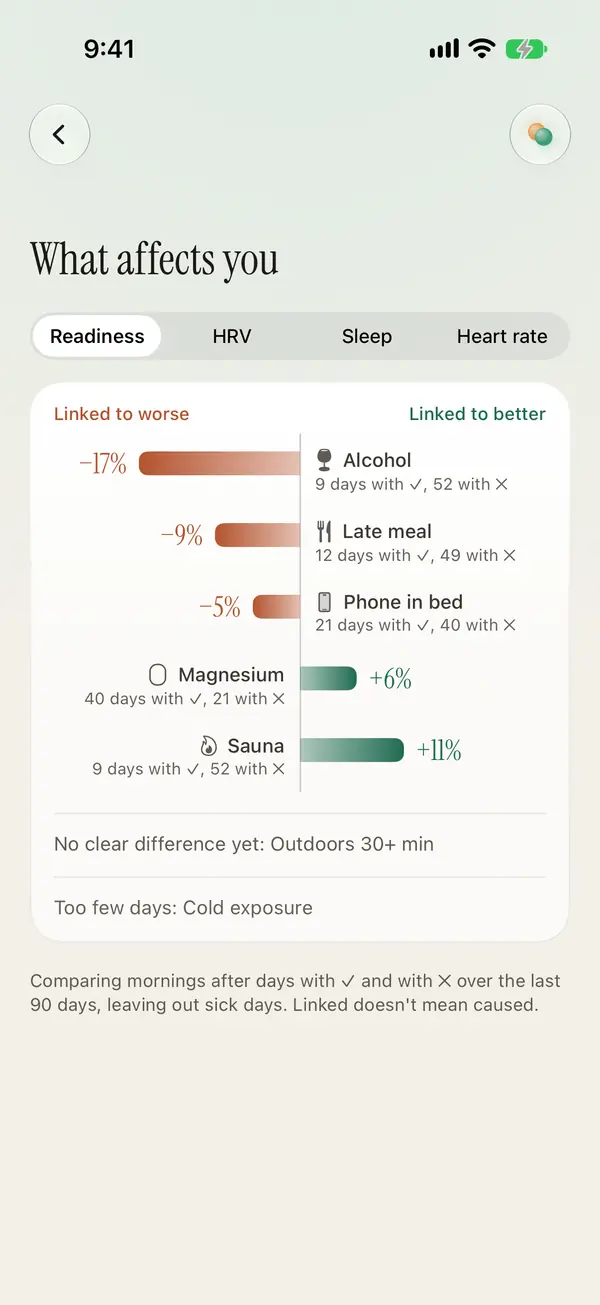 9:41
What affects you
Readiness HRV Sleep Heart rate
Linked to worse Linked to better
−17% Alcohol
9 days with ✓, 52 with ✕
−9% Late meal
12 days with ✓, 49 with ✕
−5% Phone in bed
21 days with ✓, 40 with ✕
Magnesium +6%
40 days with ✓, 21 with ✕
Sauna +11%
9 days with ✓, 52 with ✕
No clear difference yet: Outdoors 30+ min
Too few days: Cold exposure
Comparing mornings after days with ✓ and with ✕ over the last
90 days, leaving out sick days. Linked doesn't mean caused.